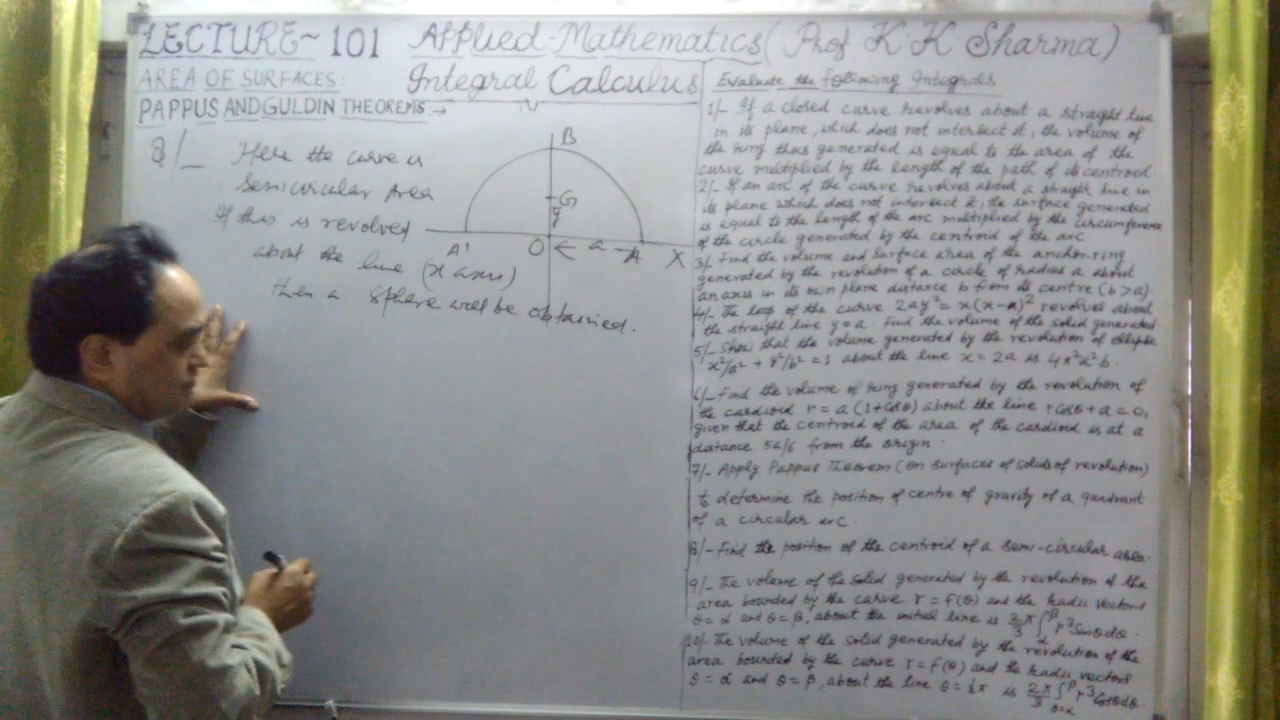 LECTURE~101 Applied-Mathematics (Prof K.K. Sharma)
AREA OF SURFACES: Integral Calculus
PAPPUS AND GULDIN THEOREMS:→
8/_ Here the curve is
semicircular Area
If this is revolved
about the line (x axis)
then a sphere will be obtained.
B
G
ȳ
A' O ← a → A X
Evaluate the following Integrals
1/- If a closed curve revolves about a straight line
in its plane, which does not intersect it, the volume of
the ring thus generated is equal to the area of the
curve multiplied by the length of the path of its centroid.
2/- If an arc of the curve revolves about a straight line in
its plane which does not intersect it, the surface generated
is equal to the length of the arc multiplied by the circumference
of the circle generated by the centroid of the arc
3/- Find the volume and surface area of the anchor-ring
generated by the revolution of a circle of radius a about
an axis in its own plane distance b from its centre (b>a)
4/- The loop of the curve 2ay² = x(x-a)² revolves about
the straight line y=a. Find the volume of the solid generated
5/- Show that the volume generated by the revolution of ellipse
x²/a² + y²/b² = 1 about the line x = 2a is 4π²a²b.
6/- Find the volume of ring generated by the revolution of
the cardioid r = a(1+cosθ) about the line r cosθ + a = 0,
given that the centroid of the area of the cardioid is at a
distance 5a/6 from the origin.
7/- Apply Pappus Theorem (on surfaces of solids of revolution)
to determine the position of centre of gravity of a quadrant
of a circular arc.
8/- Find the position of the centroid of a semi-circular area.
9/- The volume of the solid generated by the revolution of the
area bounded by the curve r = f(θ) and the radii vectors
θ=α and θ=β, about the initial line is 2/3 π ∫αβ r³ sinθ dθ.
10/- The volume of the solid generated by the revolution of the
area bounded by the curve r=f(θ) and the radii vectors
θ=α and θ=β, about the line θ=½π is 2π/3 ∫θ=αβ r³ cosθ dθ.